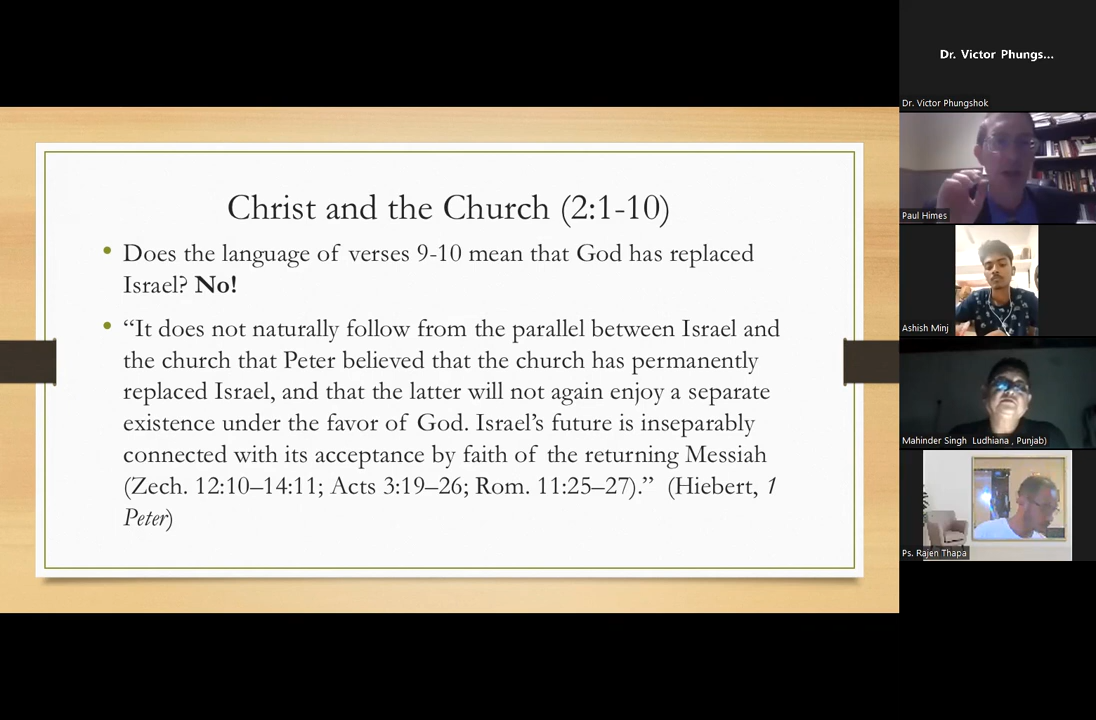 Christ and the Church (2:1-10)
• Does the language of verses 9-10 mean that God has replaced
Israel? No!
• “It does not naturally follow from the parallel between Israel and
the church that Peter believed that the church has permanently
replaced Israel, and that the latter will not again enjoy a separate
existence under the favor of God. Israel’s future is inseparably
connected with its acceptance by faith of the returning Messiah
(Zech. 12:10–14:11; Acts 3:19–26; Rom. 11:25–27).” (Hiebert, 1
Peter)
Dr. Victor Phungs...
Dr. Victor Phungshok
Paul Himes
Ashish Minj
Mahinder Singh Ludhiana , Punjab)
Ps. Rajen Thapa